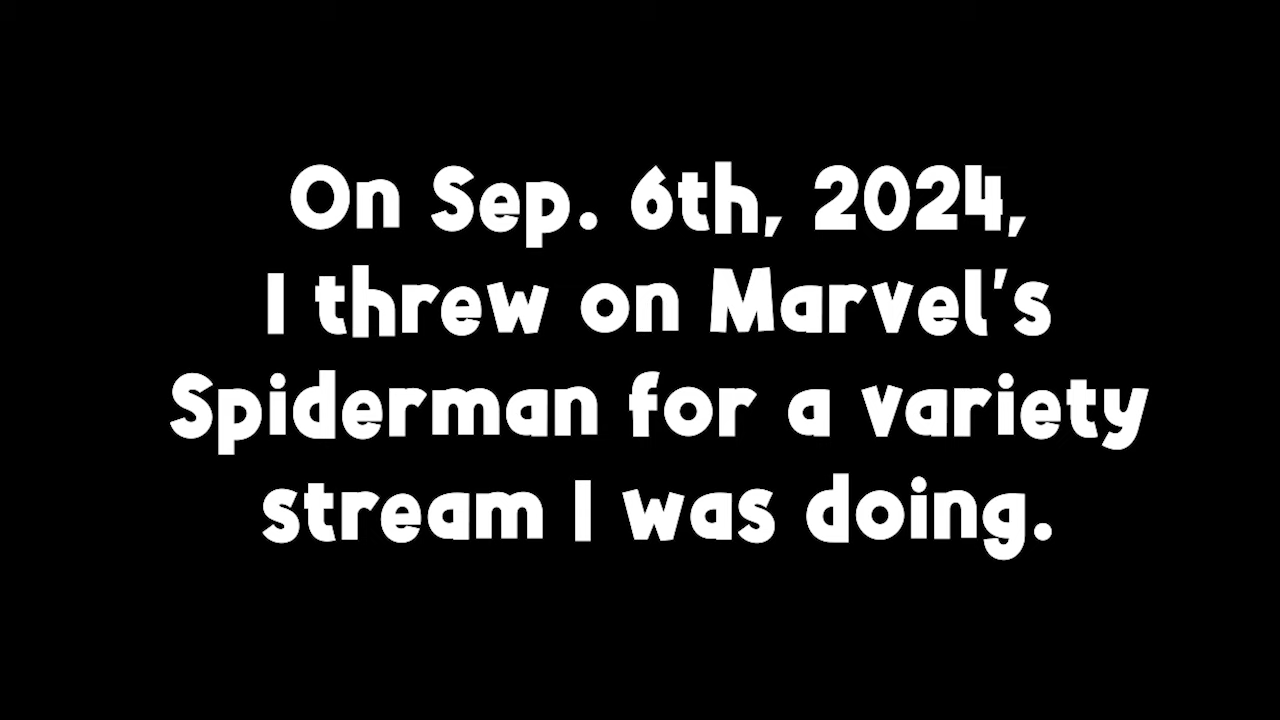 On Sep. 6th, 2024,
I threw on Marvel's
Spiderman for a variety
stream I was doing.